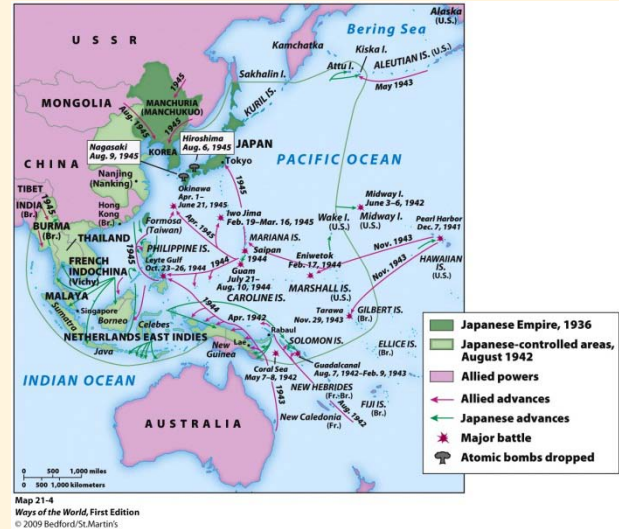 Alaska
(U.S.)
Bering Sea
U S S R
Kamchatka
Kiska I.
Attu I.
ALEUTIAN IS. (U.S.)
Sakhalin I.
May 1943
KURIL IS.
1945
MONGOLIA
MANCHURIA
(MANCHUKUO)
Aug. 1945
1945
Nagasaki
Aug. 9, 1945
Hiroshima
Aug. 6, 1945
KOREA
JAPAN
Tokyo
PACIFIC OCEAN
CHINA
Nanjing
(Nanking)
Okinawa
Apr. 1–
June 21, 1945
1945
Midway I.
June 3–6, 1942
TIBET
INDIA
(Br.)
1945
Hong
Kong
(Br.)
Iwo Jima
Feb. 19–Mar. 16, 1945
Wake I.
(U.S.)
Midway I.
(U.S.)
Pearl Harbor
Dec. 7, 1941
BURMA
(Br.)
Formosa
(Taiwan)
Apr. 1945
MARIANA IS.
Saipan
1944
Nov. 1943
HAWAIIAN
IS.
(U.S.)
THAILAND
PHILIPPINE IS.
Eniwetok
Feb. 17, 1944
FRENCH
INDOCHINA
(Vichy)
1945
Leyte Gulf
Oct. 23–26, 1944
1944
Guam
July 21–
Aug. 10, 1944
MARSHALL IS.
(U.S.)
Nov. 1943
MALAYA
CAROLINE IS.
Singapore
Sumatra
Borneo
Celebes
1944
Apr. 1942
Tarawa
Nov. 29, 1943
GILBERT IS.
(Br.)
NETHERLANDS EAST INDIES
Rabaul
Java
New
Guinea
Lae
SOLOMON IS.
ELLICE IS.
(Br.)
INDIAN OCEAN
Coral Sea
May 7–8, 1942
Guadalcanal
Aug. 7, 1942–Feb. 9, 1943
1943
NEW HEBRIDES
(Fr.-Br.)
Aug. 1942
FIJI IS.
(Br.)
AUSTRALIA
New Caledonia
(Fr.)
0 500 1,000 miles
0 500 1,000 kilometers
Japanese Empire, 1936
Japanese-controlled areas,
August 1942
Allied powers
Allied advances
Japanese advances
Major battle
Atomic bombs dropped
Map 21-4
Ways of the World, First Edition
© 2009 Bedford/St.Martin's